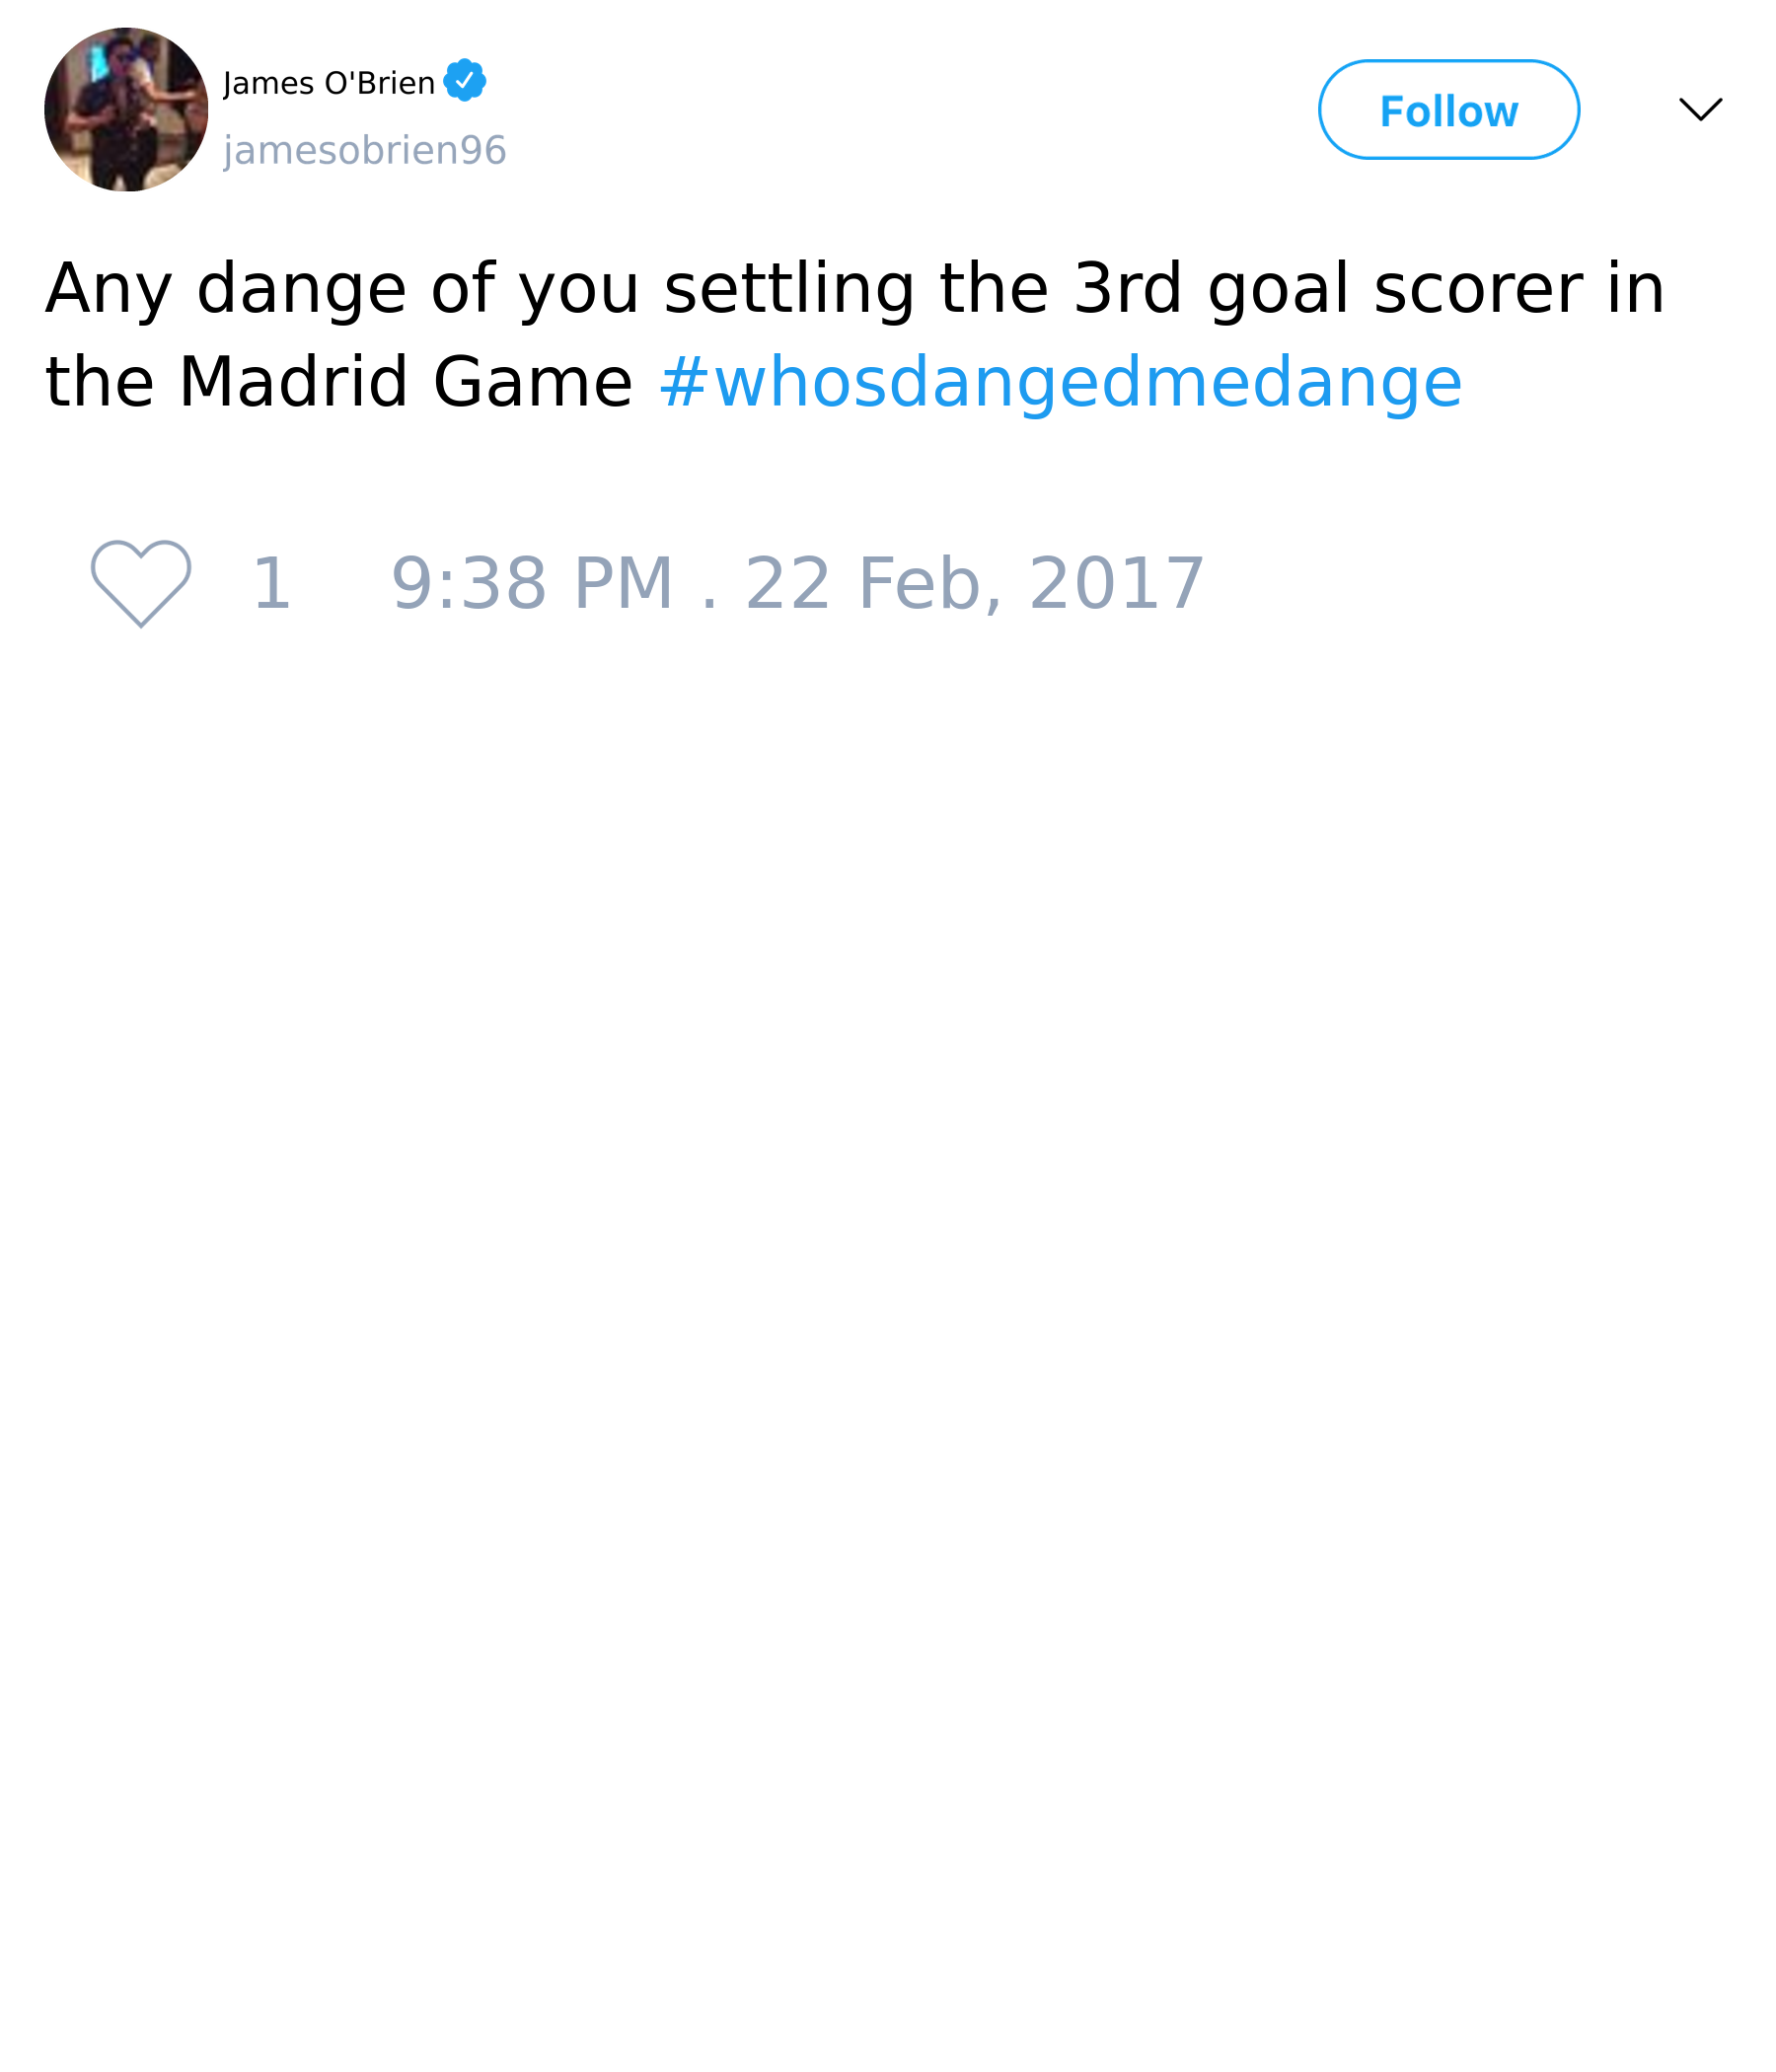 James O'Brien
jamesobrien96
Follow
Any dange of you settling the 3rd goal scorer in
the Madrid Game #whosdangedmedange
1 9:38 PM . 22 Feb, 2017